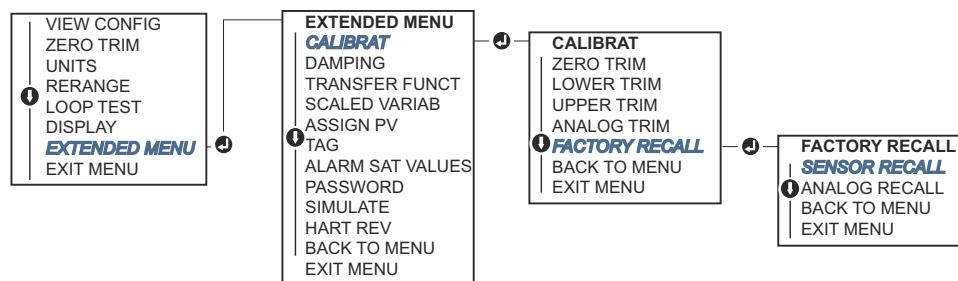 VIEW CONFIG
ZERO TRIM
UNITS
RERANGE
LOOP TEST
DISPLAY
EXTENDED MENU
EXIT MENU
EXTENDED MENU
CALIBRAT
DAMPING
TRANSFER FUNCT
SCALED VARIAB
ASSIGN PV
TAG
ALARM SAT VALUES
PASSWORD
SIMULATE
HART REV
BACK TO MENU
EXIT MENU
CALIBRAT
ZERO TRIM
LOWER TRIM
UPPER TRIM
ANALOG TRIM
FACTORY RECALL
BACK TO MENU
EXIT MENU
FACTORY RECALL
SENSOR RECALL
ANALOG RECALL
BACK TO MENU
EXIT MENU